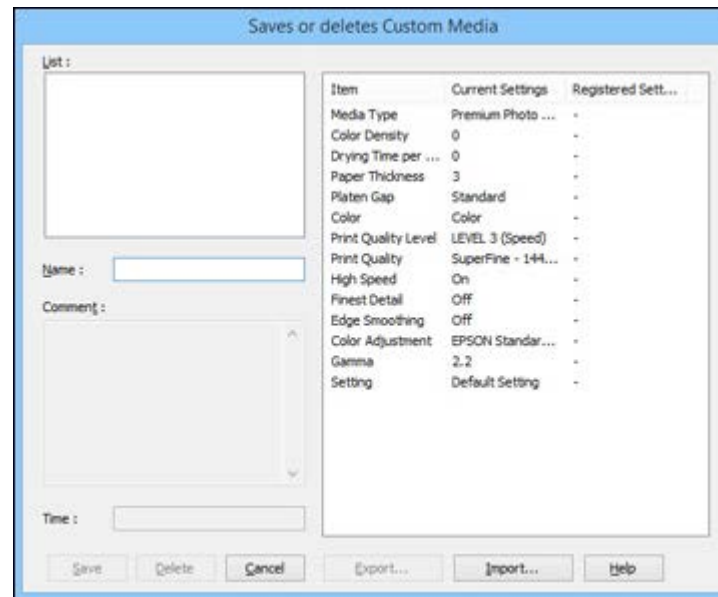 Saves or deletes Custom Media
List :
Item Current Settings Registered Sett...
Media Type Premium Photo ... -
Color Density 0 -
Drying Time per ... 0 -
Paper Thickness 3 -
Platen Gap Standard -
Color Color -
Print Quality Level LEVEL 3 (Speed) -
Print Quality SuperFine - 144... -
High Speed On -
Finest Detail Off -
Edge Smoothing Off -
Color Adjustment EPSON Standar... -
Gamma 2.2 -
Setting Default Setting -
Name :
Comment :
Time :
Save Delete Cancel Export... Import... Help